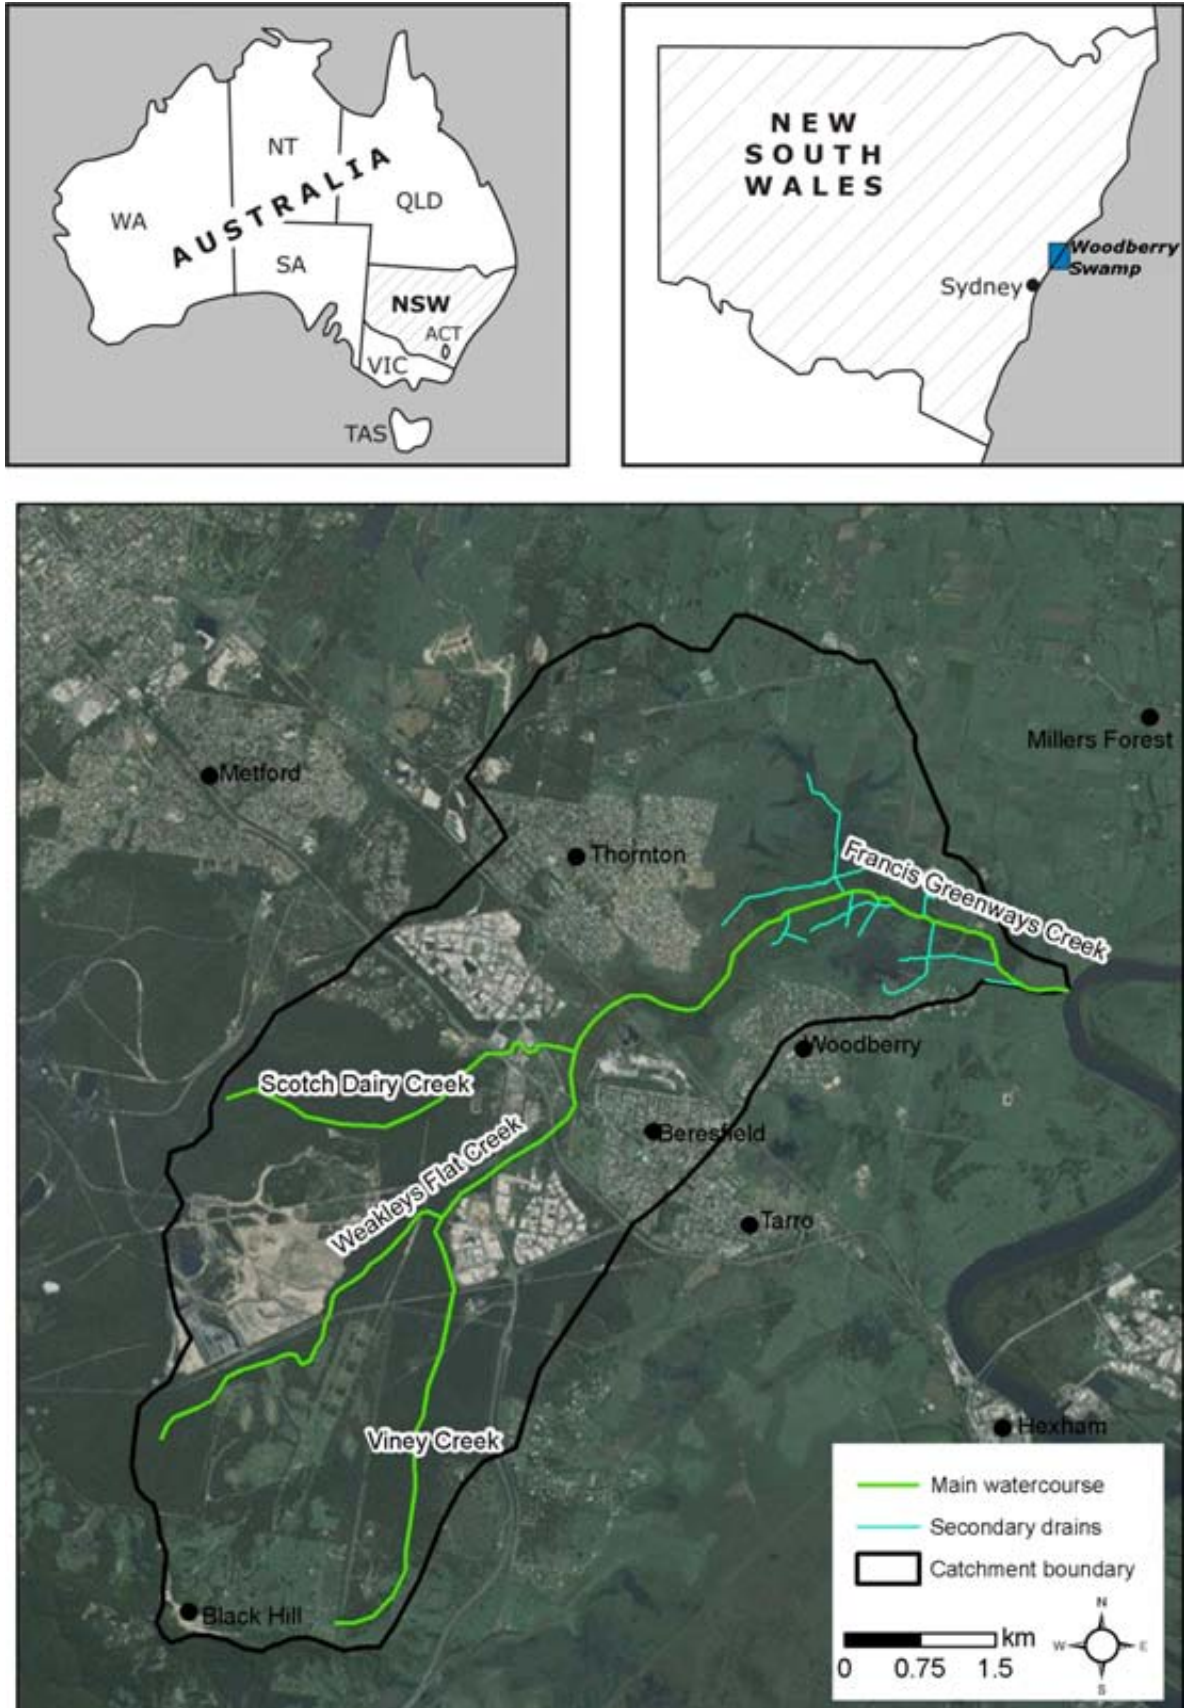 NT
WA
AUSTRALIA
QLD
SA
NSW
ACT
VIC
TAS
NEW
SOUTH
WALES
Woodberry
Swamp
Sydney
Millers Forest
Metford
Thornton
Francis Greenways Creek
Woodberry
Scotch Dairy Creek
Beresfield
Weakleys Flat Creek
Tarro
Viney Creek
Hexham
Black Hill
Main watercourse
Secondary drains
Catchment boundary
N
W E
S
km
0 0.75 1.5